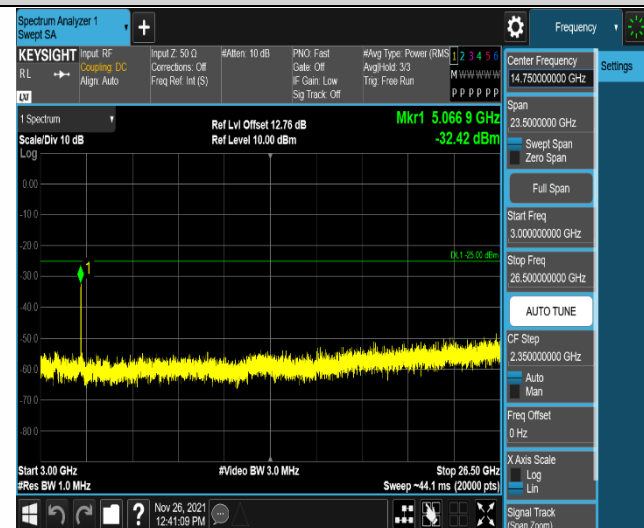 Spectrum Analyzer 1
Swept SA
Frequency
KEYSIGHT
RL
LXI
Input: RF
Coupling: DC
Align: Auto
Input Z: 50 Ω
Corrections: Off
Freq Ref: Int (S)
#Atten: 10 dB
PNO: Fast
Gate: Off
IF Gain: Low
Sig Track: Off
#Avg Type: Power (RMS
Avg|Hold: 3/3
Trig: Free Run
1 2 3 4 5 6
M W W W W W
P P P P P P
1 Spectrum
Scale/Div 10 dB
Log
Ref Lvl Offset 12.76 dB
Ref Level 10.00 dBm
Mkr1 5.066 9 GHz
-32.42 dBm
0.00
-10.0
-20.0
DL1 -25.00 dBm
1
-30.0
-40.0
-50.0
-60.0
-70.0
-80.0
Start 3.00 GHz
#Video BW 3.0 MHz
Stop 26.50 GHz
#Res BW 1.0 MHz
Sweep ~44.1 ms (20000 pts)
Nov 26, 2021
12:41:09 PM
Center Frequency
14.750000000 GHz
Settings
Span
23.5000000 GHz
Swept Span
Zero Span
Full Span
Start Freq
3.000000000 GHz
Stop Freq
26.500000000 GHz
AUTO TUNE
CF Step
2.350000000 GHz
Auto
Man
Freq Offset
0 Hz
X Axis Scale
Log
Lin
Signal Track
(Span Zoom)